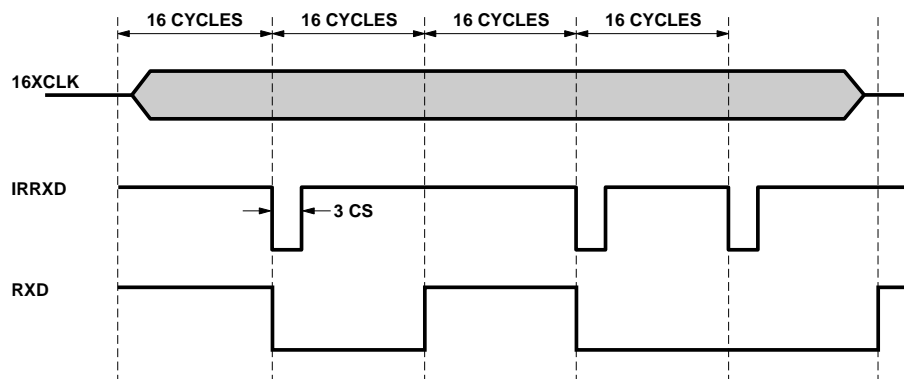 16 CYCLES 16 CYCLES 16 CYCLES 16 CYCLES
16XCLK
IRRXD
3 CS
RXD